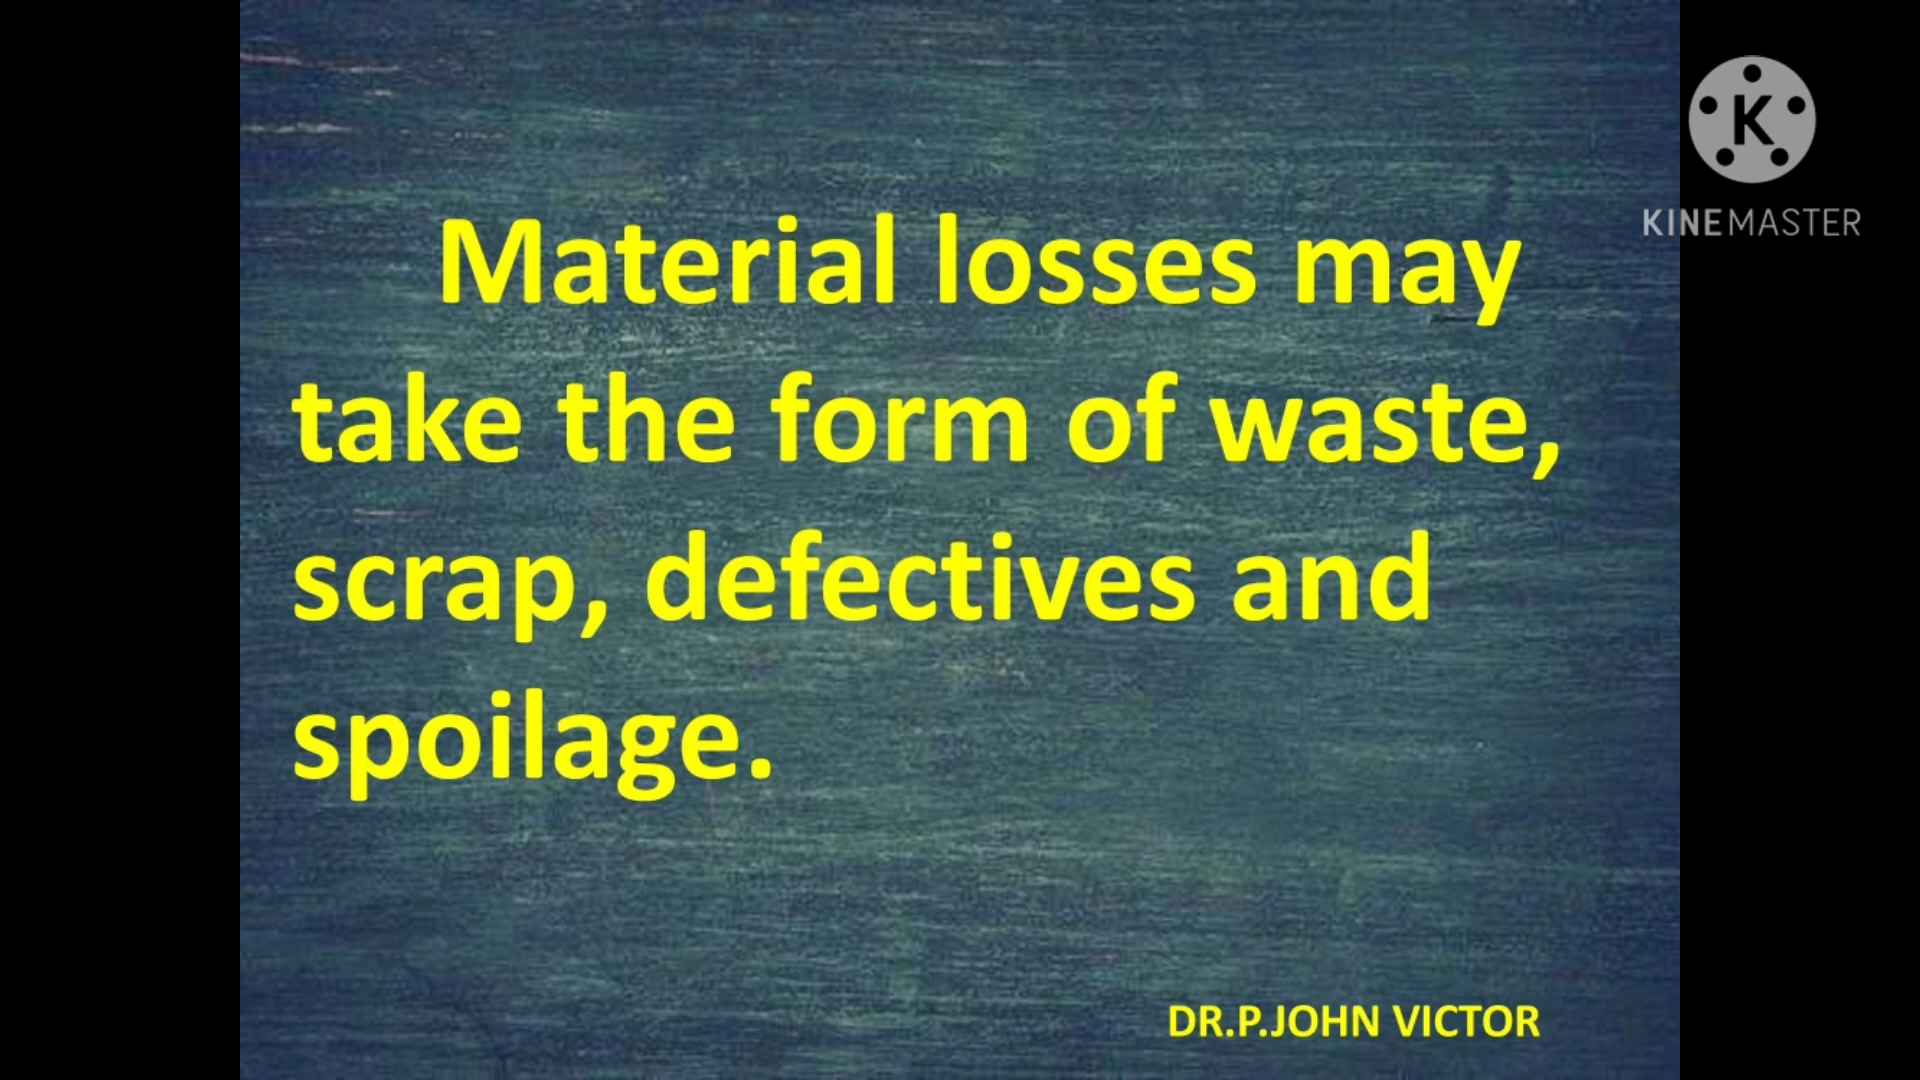 Material losses may
take the form of waste,
scrap, defectives and
spoilage.
DR.P.JOHN VICTOR
K
KINEMASTER